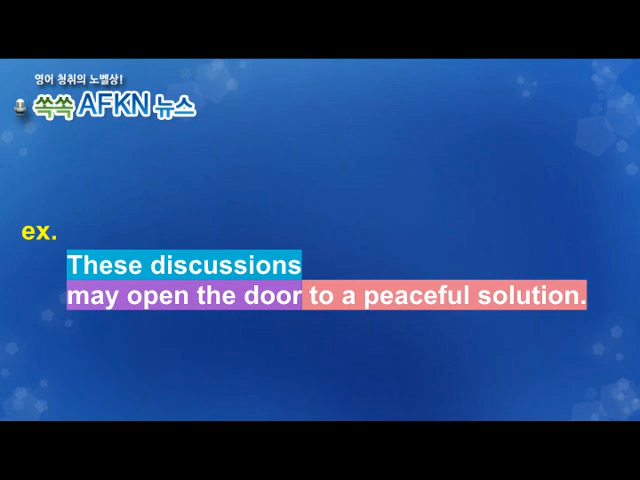 영어 청취의 노벨상!
쏙쏙 AFKN 뉴스
ex.
These discussions
may open the door to a peaceful solution.